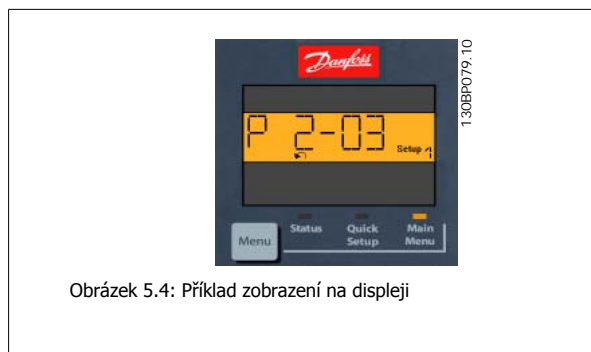 Danfoss
130BP079.10
P 2-03
Setup 1
Menu
Status
Quick Setup
Main Menu
Obrázek 5.4: Příklad zobrazení na displeji